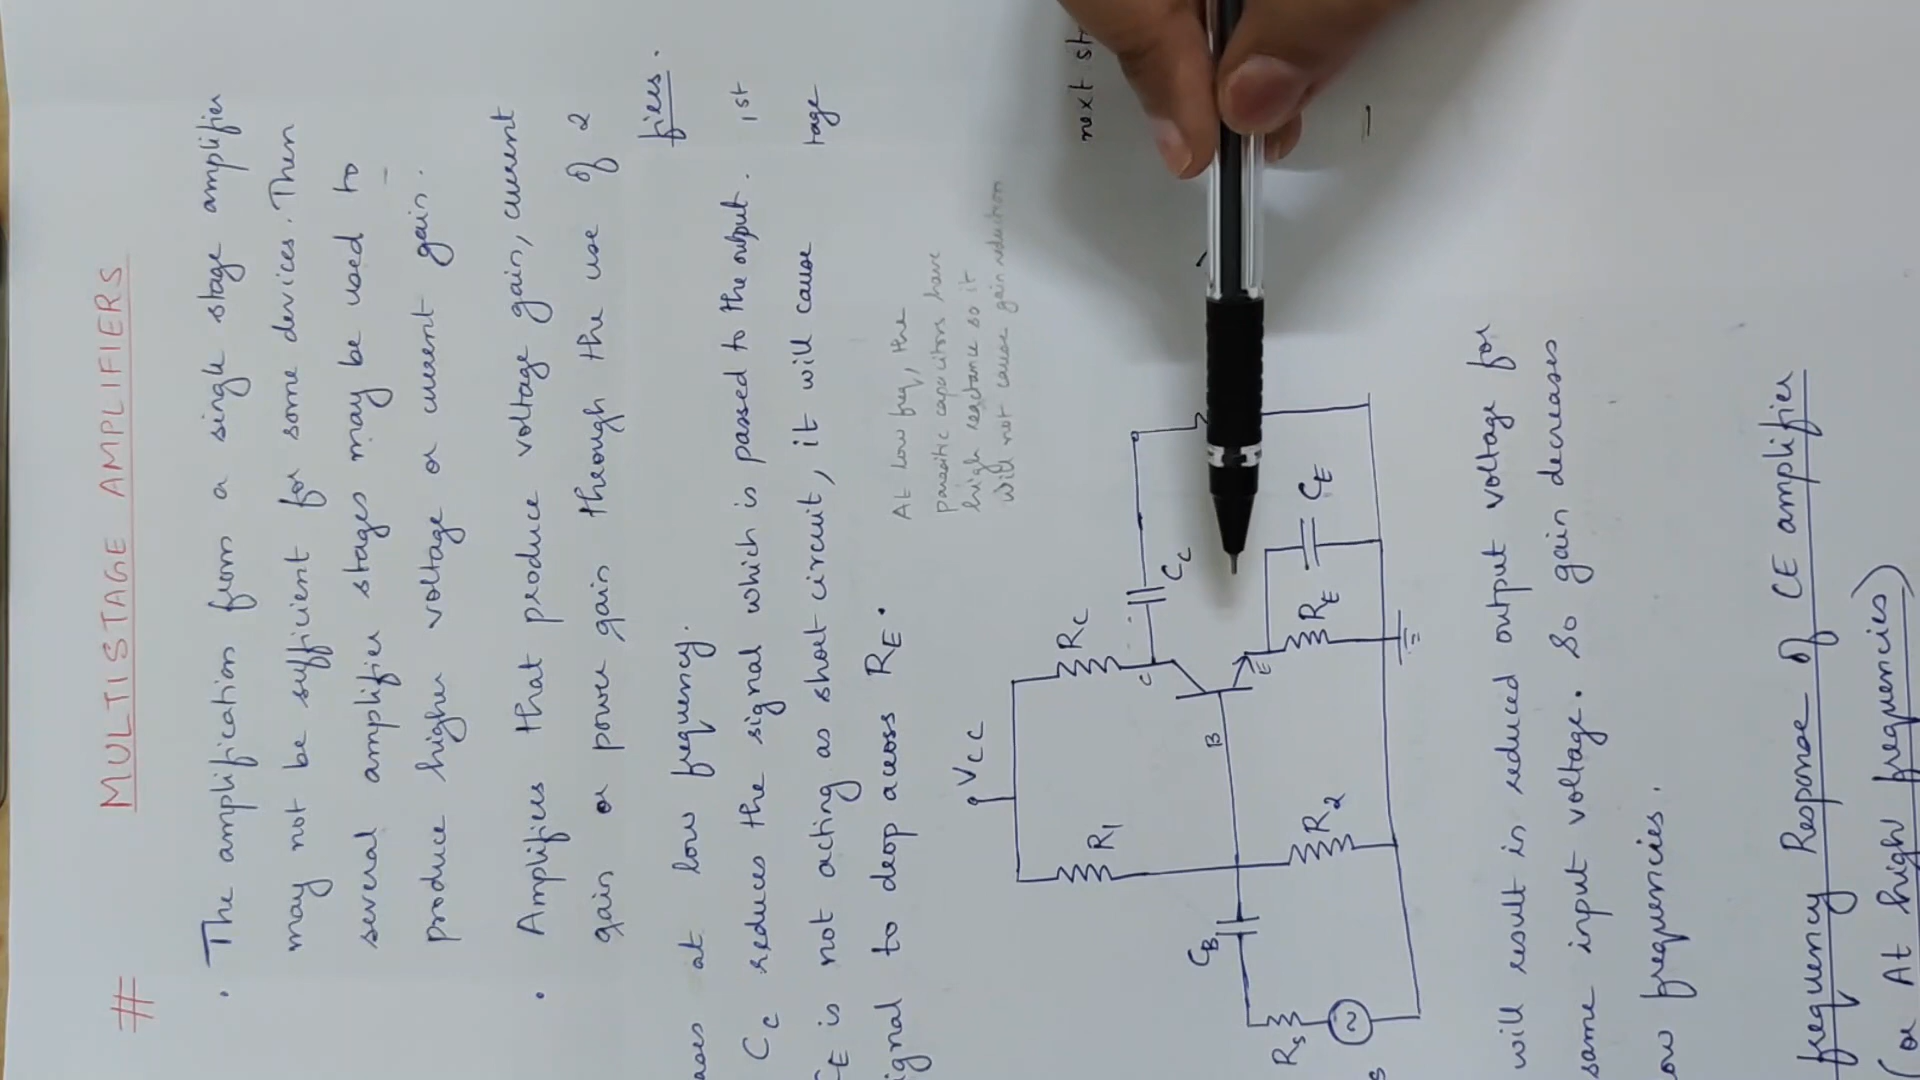 # MULTISTAGE AMPLIFIERS
• The amplification from a single stage amplifier
may not be sufficient for some devices. Then
several amplifier stages may be used to
produce higher voltage or current gain.
• Amplifiers that produce voltage gain, current
gain or power gain through the use of 2
fiers.
at low frequency.
Cc reduces the signal which is passed to the output.
1st
E is not acting as short circuit, it will cause
tage
ignal to drop across RE.
At low freq, the
parasitic capacitors have
high reactance so it
will not cause gain reduction
next st
VCC
R1
RC
C
CC
B
E
RE
CE
R2
CB
RS
S
will result in reduced output voltage for
same input voltage. So gain decreases
ow frequencies.
frequency Response of CE amplifier
(or At high frequencies)